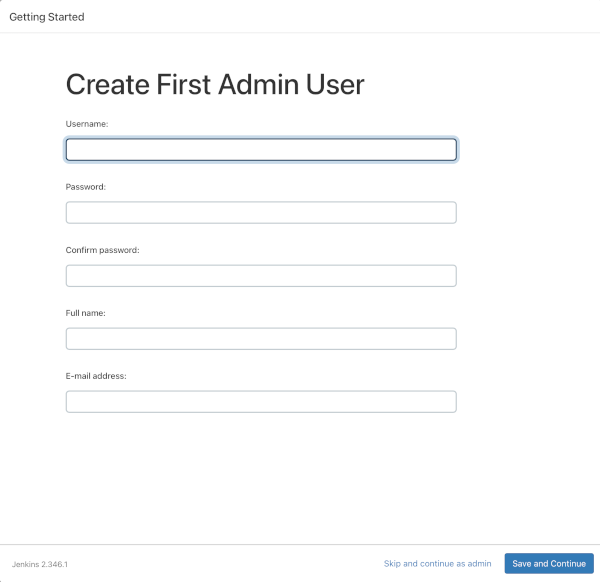 Getting Started
Create First Admin User
Username:
Password:
Confirm password:
Full name:
E-mail address:
Jenkins 2.346.1
Skip and continue as admin
Save and Continue